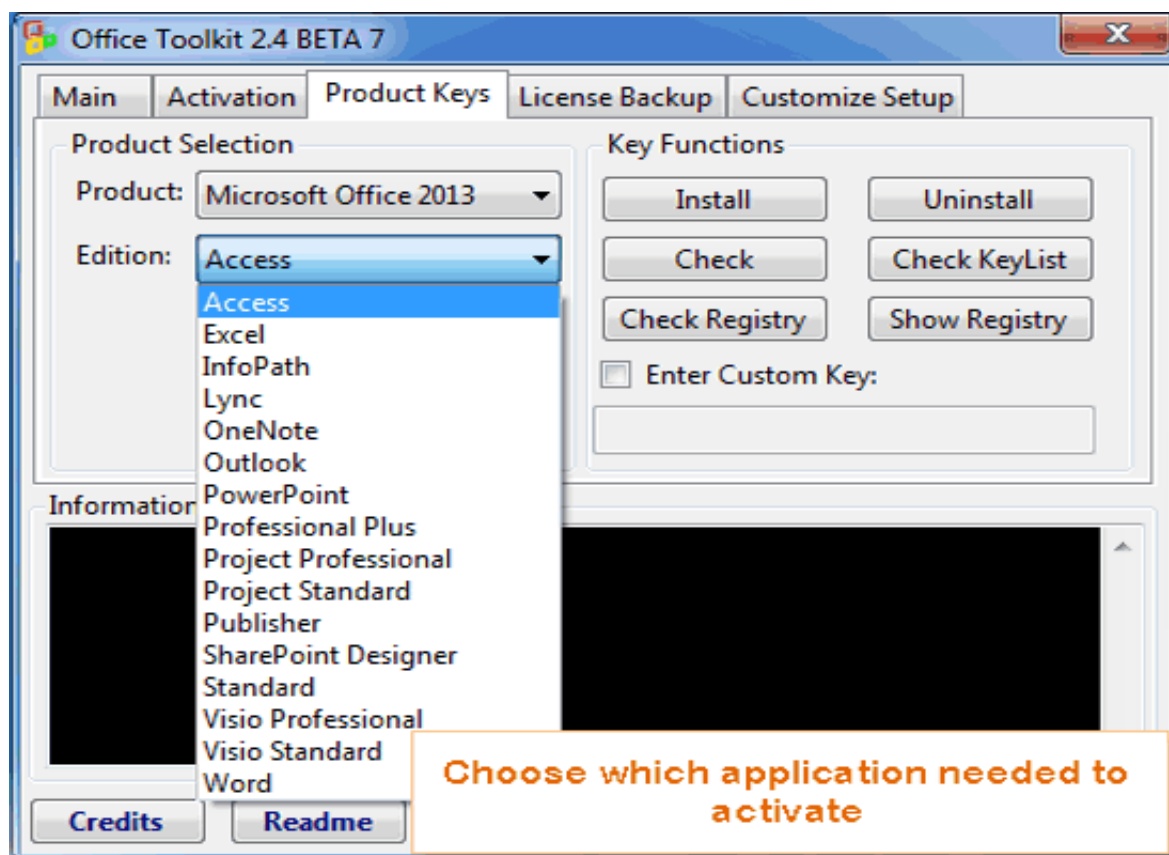 Office Toolkit 2.4 BETA 7
Main Activation Product Keys License Backup Customize Setup
Product Selection
Product: Microsoft Office 2013
Edition: Access
Access
Excel
InfoPath
Lync
OneNote
Outlook
PowerPoint
Professional Plus
Project Professional
Project Standard
Publisher
SharePoint Designer
Standard
Visio Professional
Visio Standard
Word
Key Functions
Install Uninstall
Check Check KeyList
Check Registry Show Registry
Enter Custom Key:
Information
Credits Readme
Choose which application needed to
activate